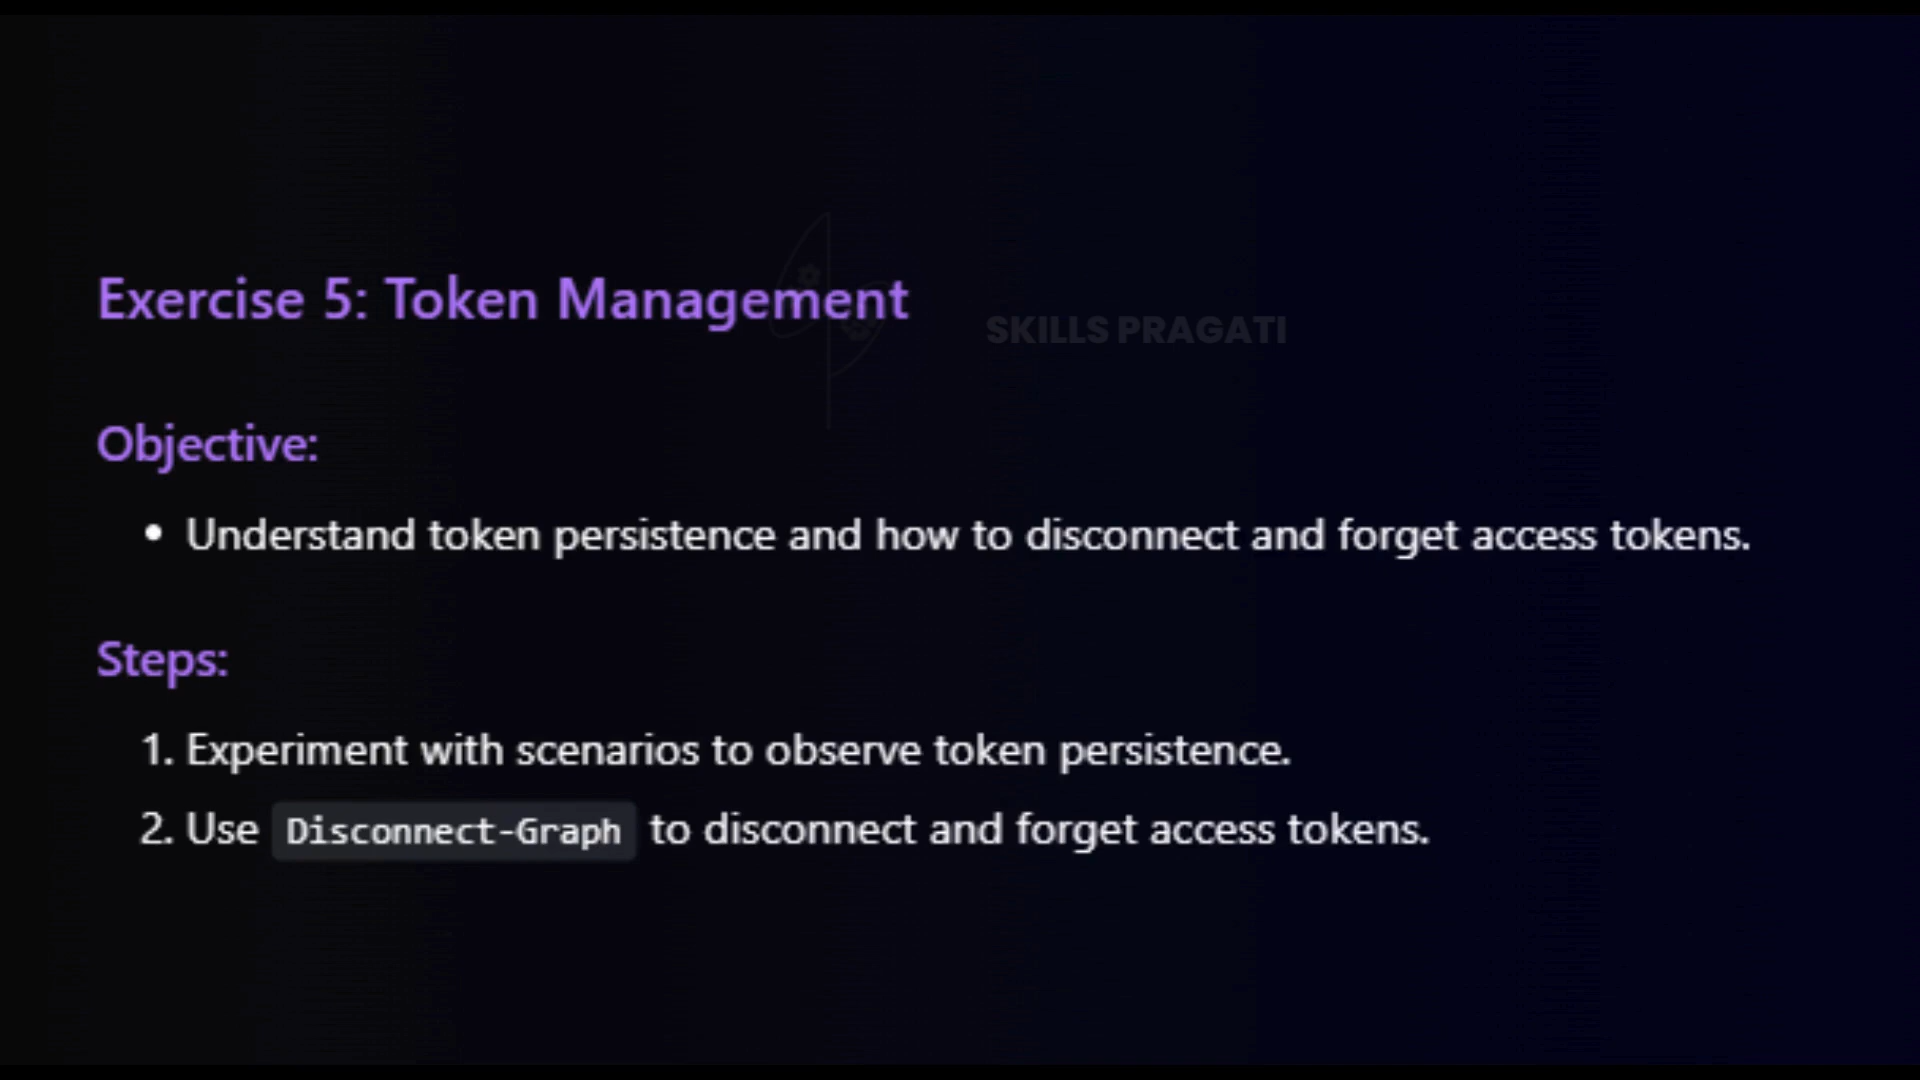 Exercise 5: Token Management
SKILLS PRAGATI
Objective:
• Understand token persistence and how to disconnect and forget access tokens.
Steps:
1. Experiment with scenarios to observe token persistence.
2. Use Disconnect-Graph to disconnect and forget access tokens.